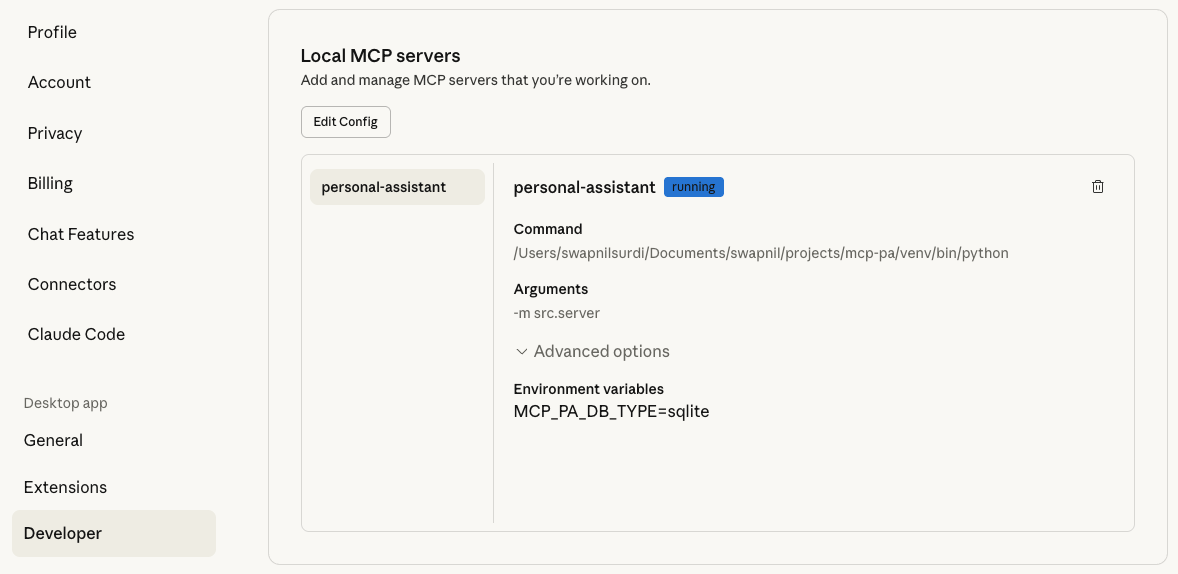 Profile
Account
Privacy
Billing
Chat Features
Connectors
Claude Code
Desktop app
General
Extensions
Developer
Local MCP servers
Add and manage MCP servers that you're working on.
Edit Config
personal-assistant
personal-assistant running
Command
/Users/swapnilsurdi/Documents/swapnil/projects/mcp-pa/venv/bin/python
Arguments
-m src.server
Advanced options
Environment variables
MCP_PA_DB_TYPE=sqlite